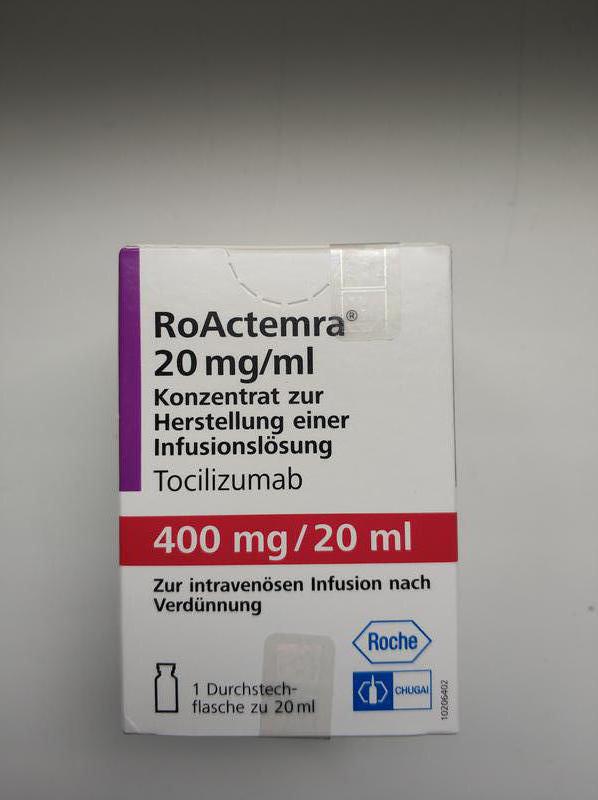 RoActemra®
20 mg/ml
Konzentrat zur
Herstellung einer
Infusionslösung
Tocilizumab
400 mg/20 ml
Zur intravenösen Infusion nach
Verdünnung
Roche
CHUGAI
1 Durchstech-
flasche zu 20 ml
10206402